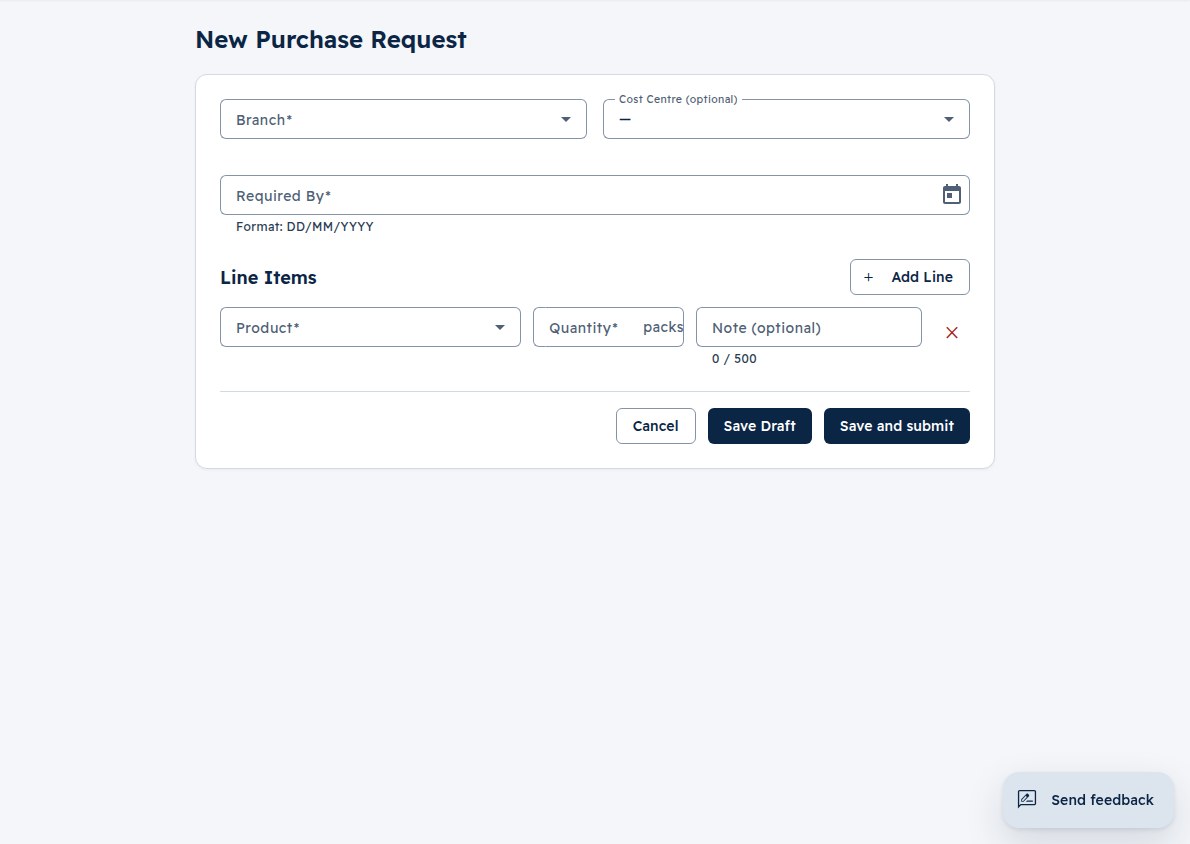 New Purchase Request
Branch*
Cost Centre (optional)
—
Required By*
Format: DD/MM/YYYY
Line Items
+ Add Line
Product*
Quantity* packs
Note (optional)
0 / 500
Cancel
Save Draft
Save and submit
Send feedback